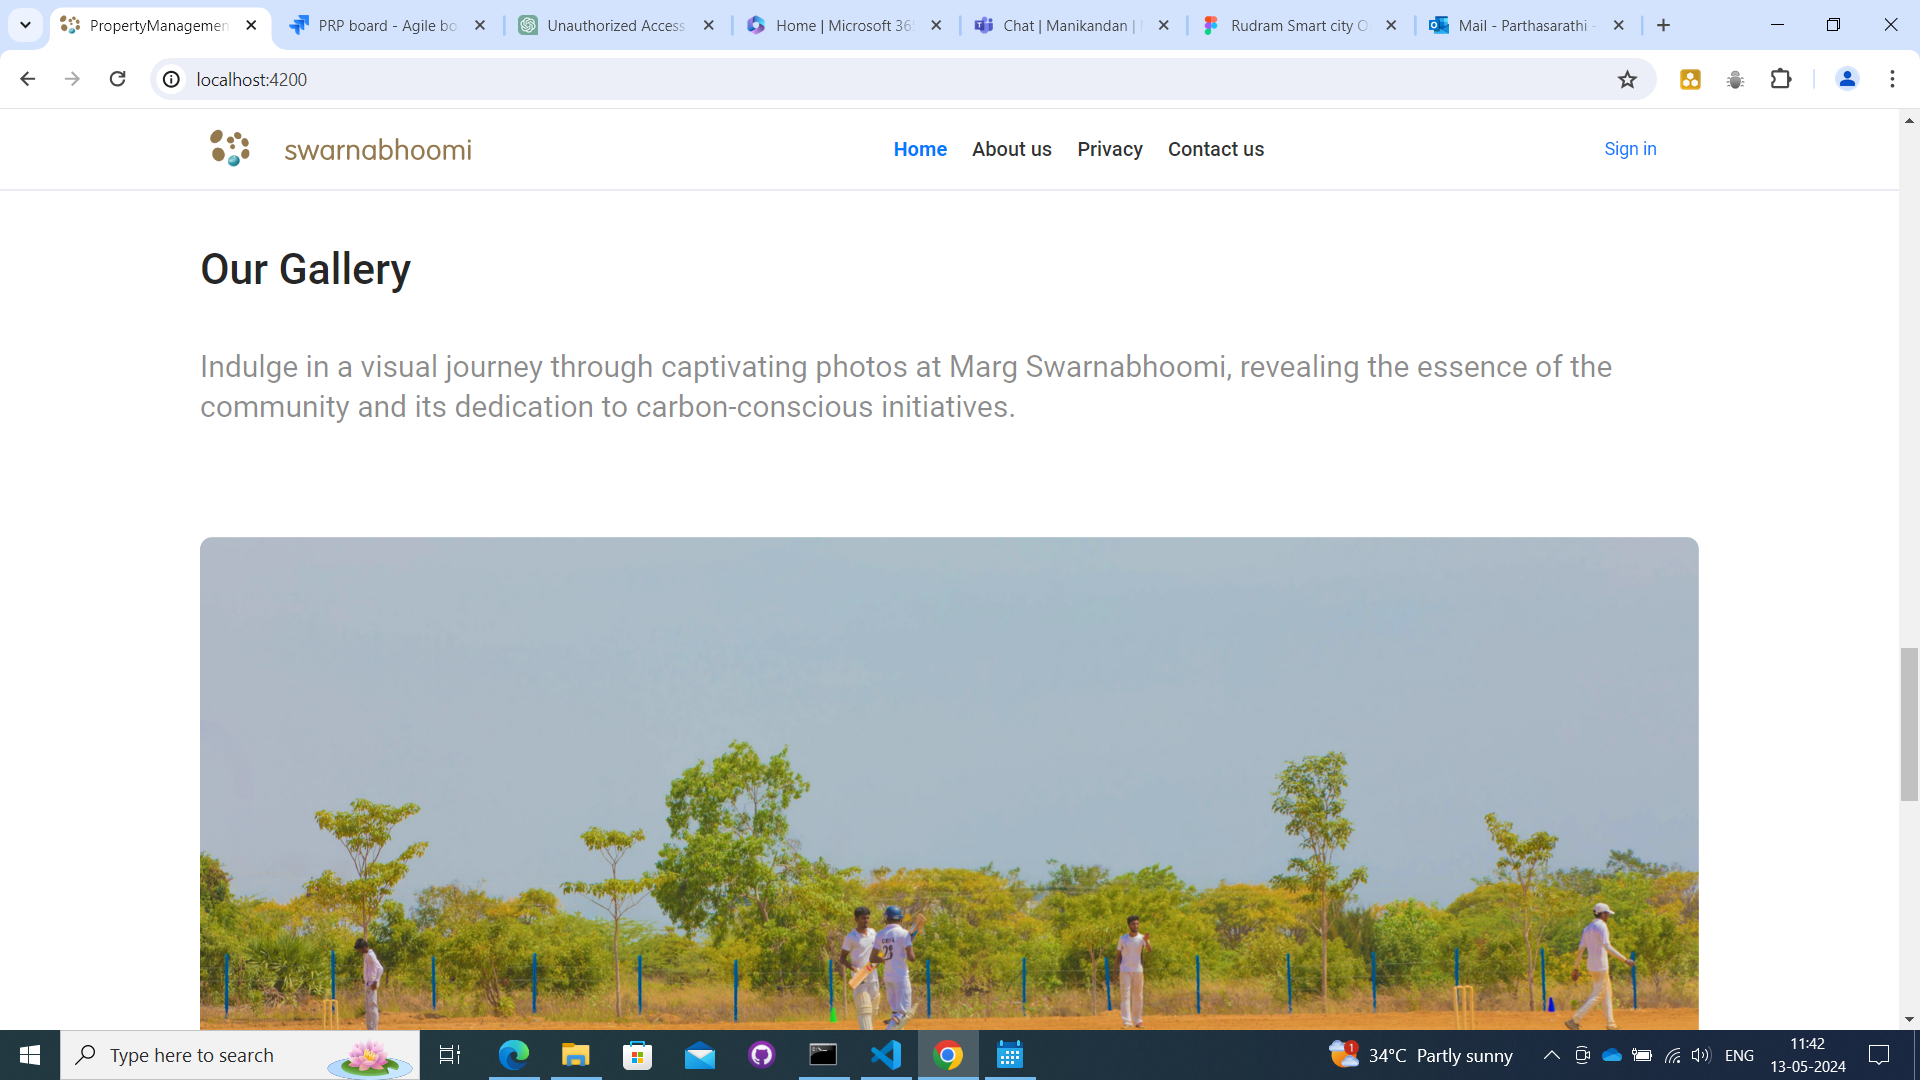 PropertyManagemen
PRP board - Agile bo
Unauthorized Access
Home | Microsoft 365
Chat | Manikandan |
Rudram Smart city O
Mail - Parthasarathi -
localhost:4200
swarnabhoomi
Home
About us
Privacy
Contact us
Sign in
Our Gallery
Indulge in a visual journey through captivating photos at Marg Swarnabhoomi, revealing the essence of the
community and its dedication to carbon-conscious initiatives.
Type here to search
1
34°C Partly sunny
ENG
11:42
13-05-2024